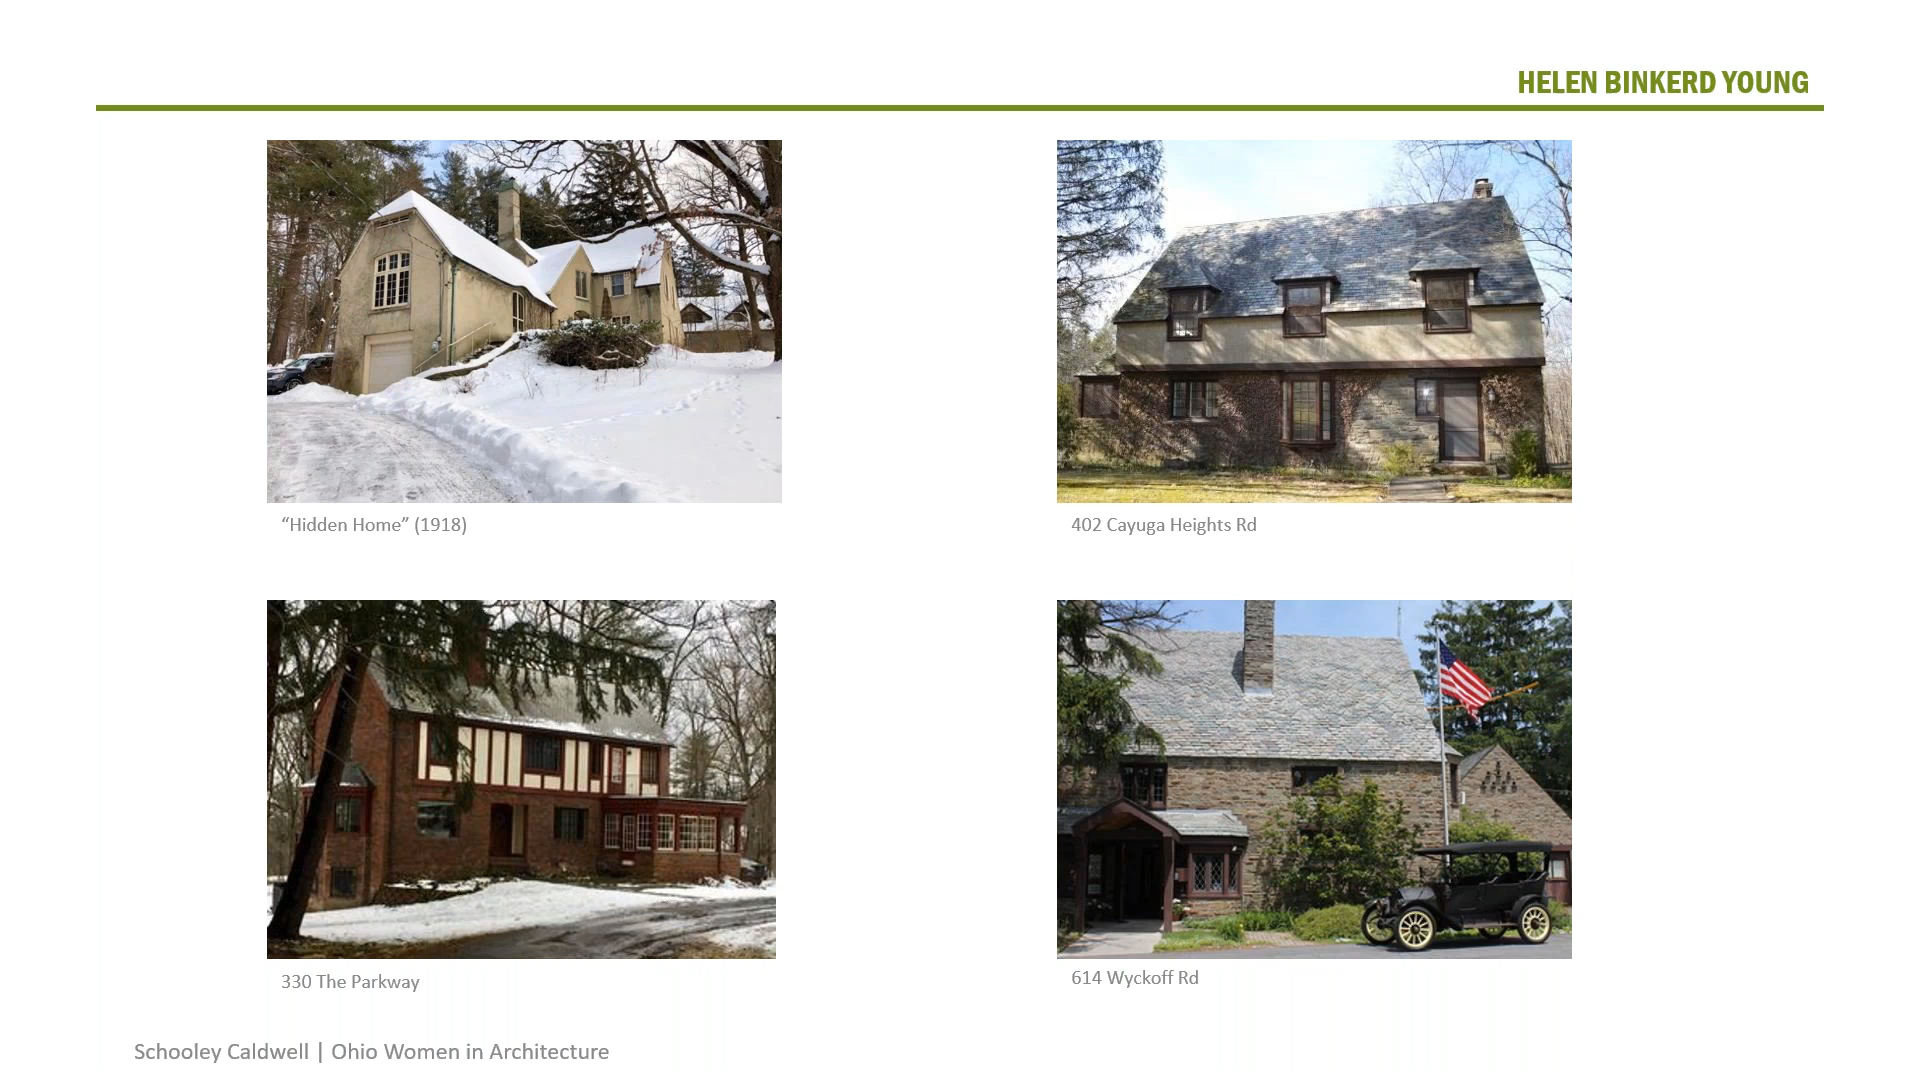 HELEN BINKERD YOUNG
“Hidden Home” (1918)
402 Cayuga Heights Rd
330 The Parkway
614 Wyckoff Rd
Schooley Caldwell | Ohio Women in Architecture